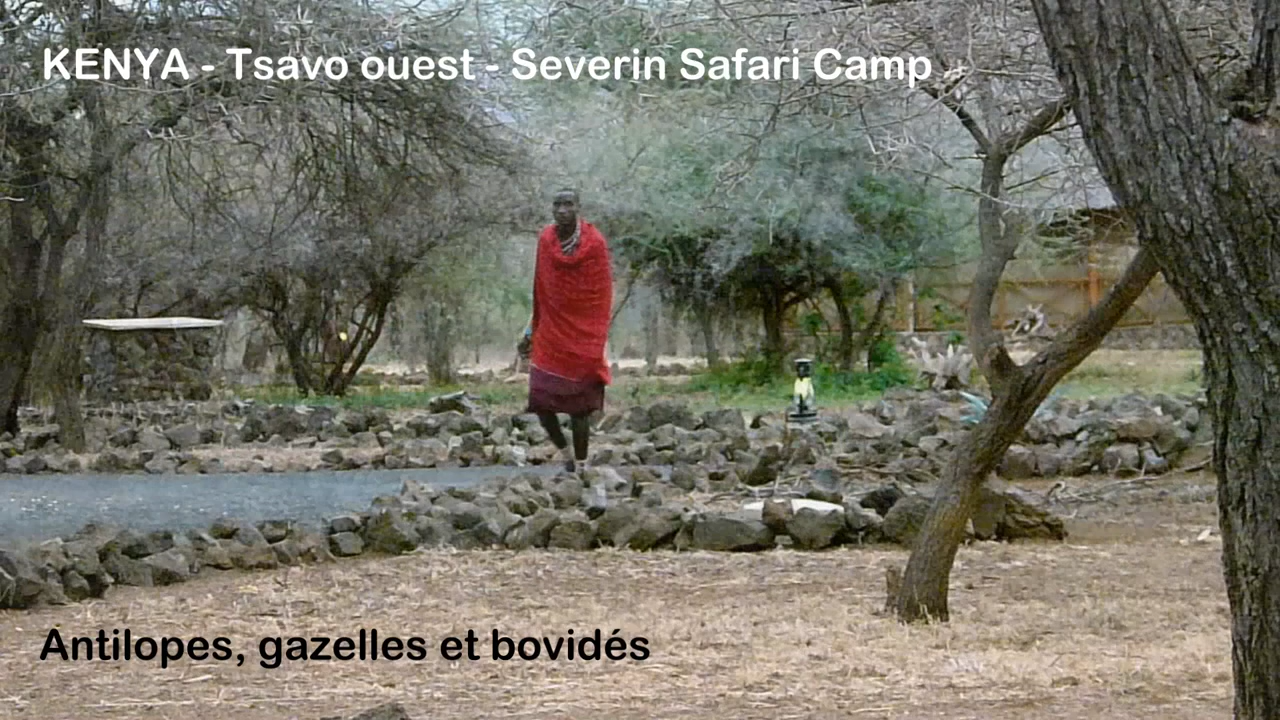 KENYA - Tsavo ouest - Severin Safari Camp
Antilopes, gazelles et bovidés